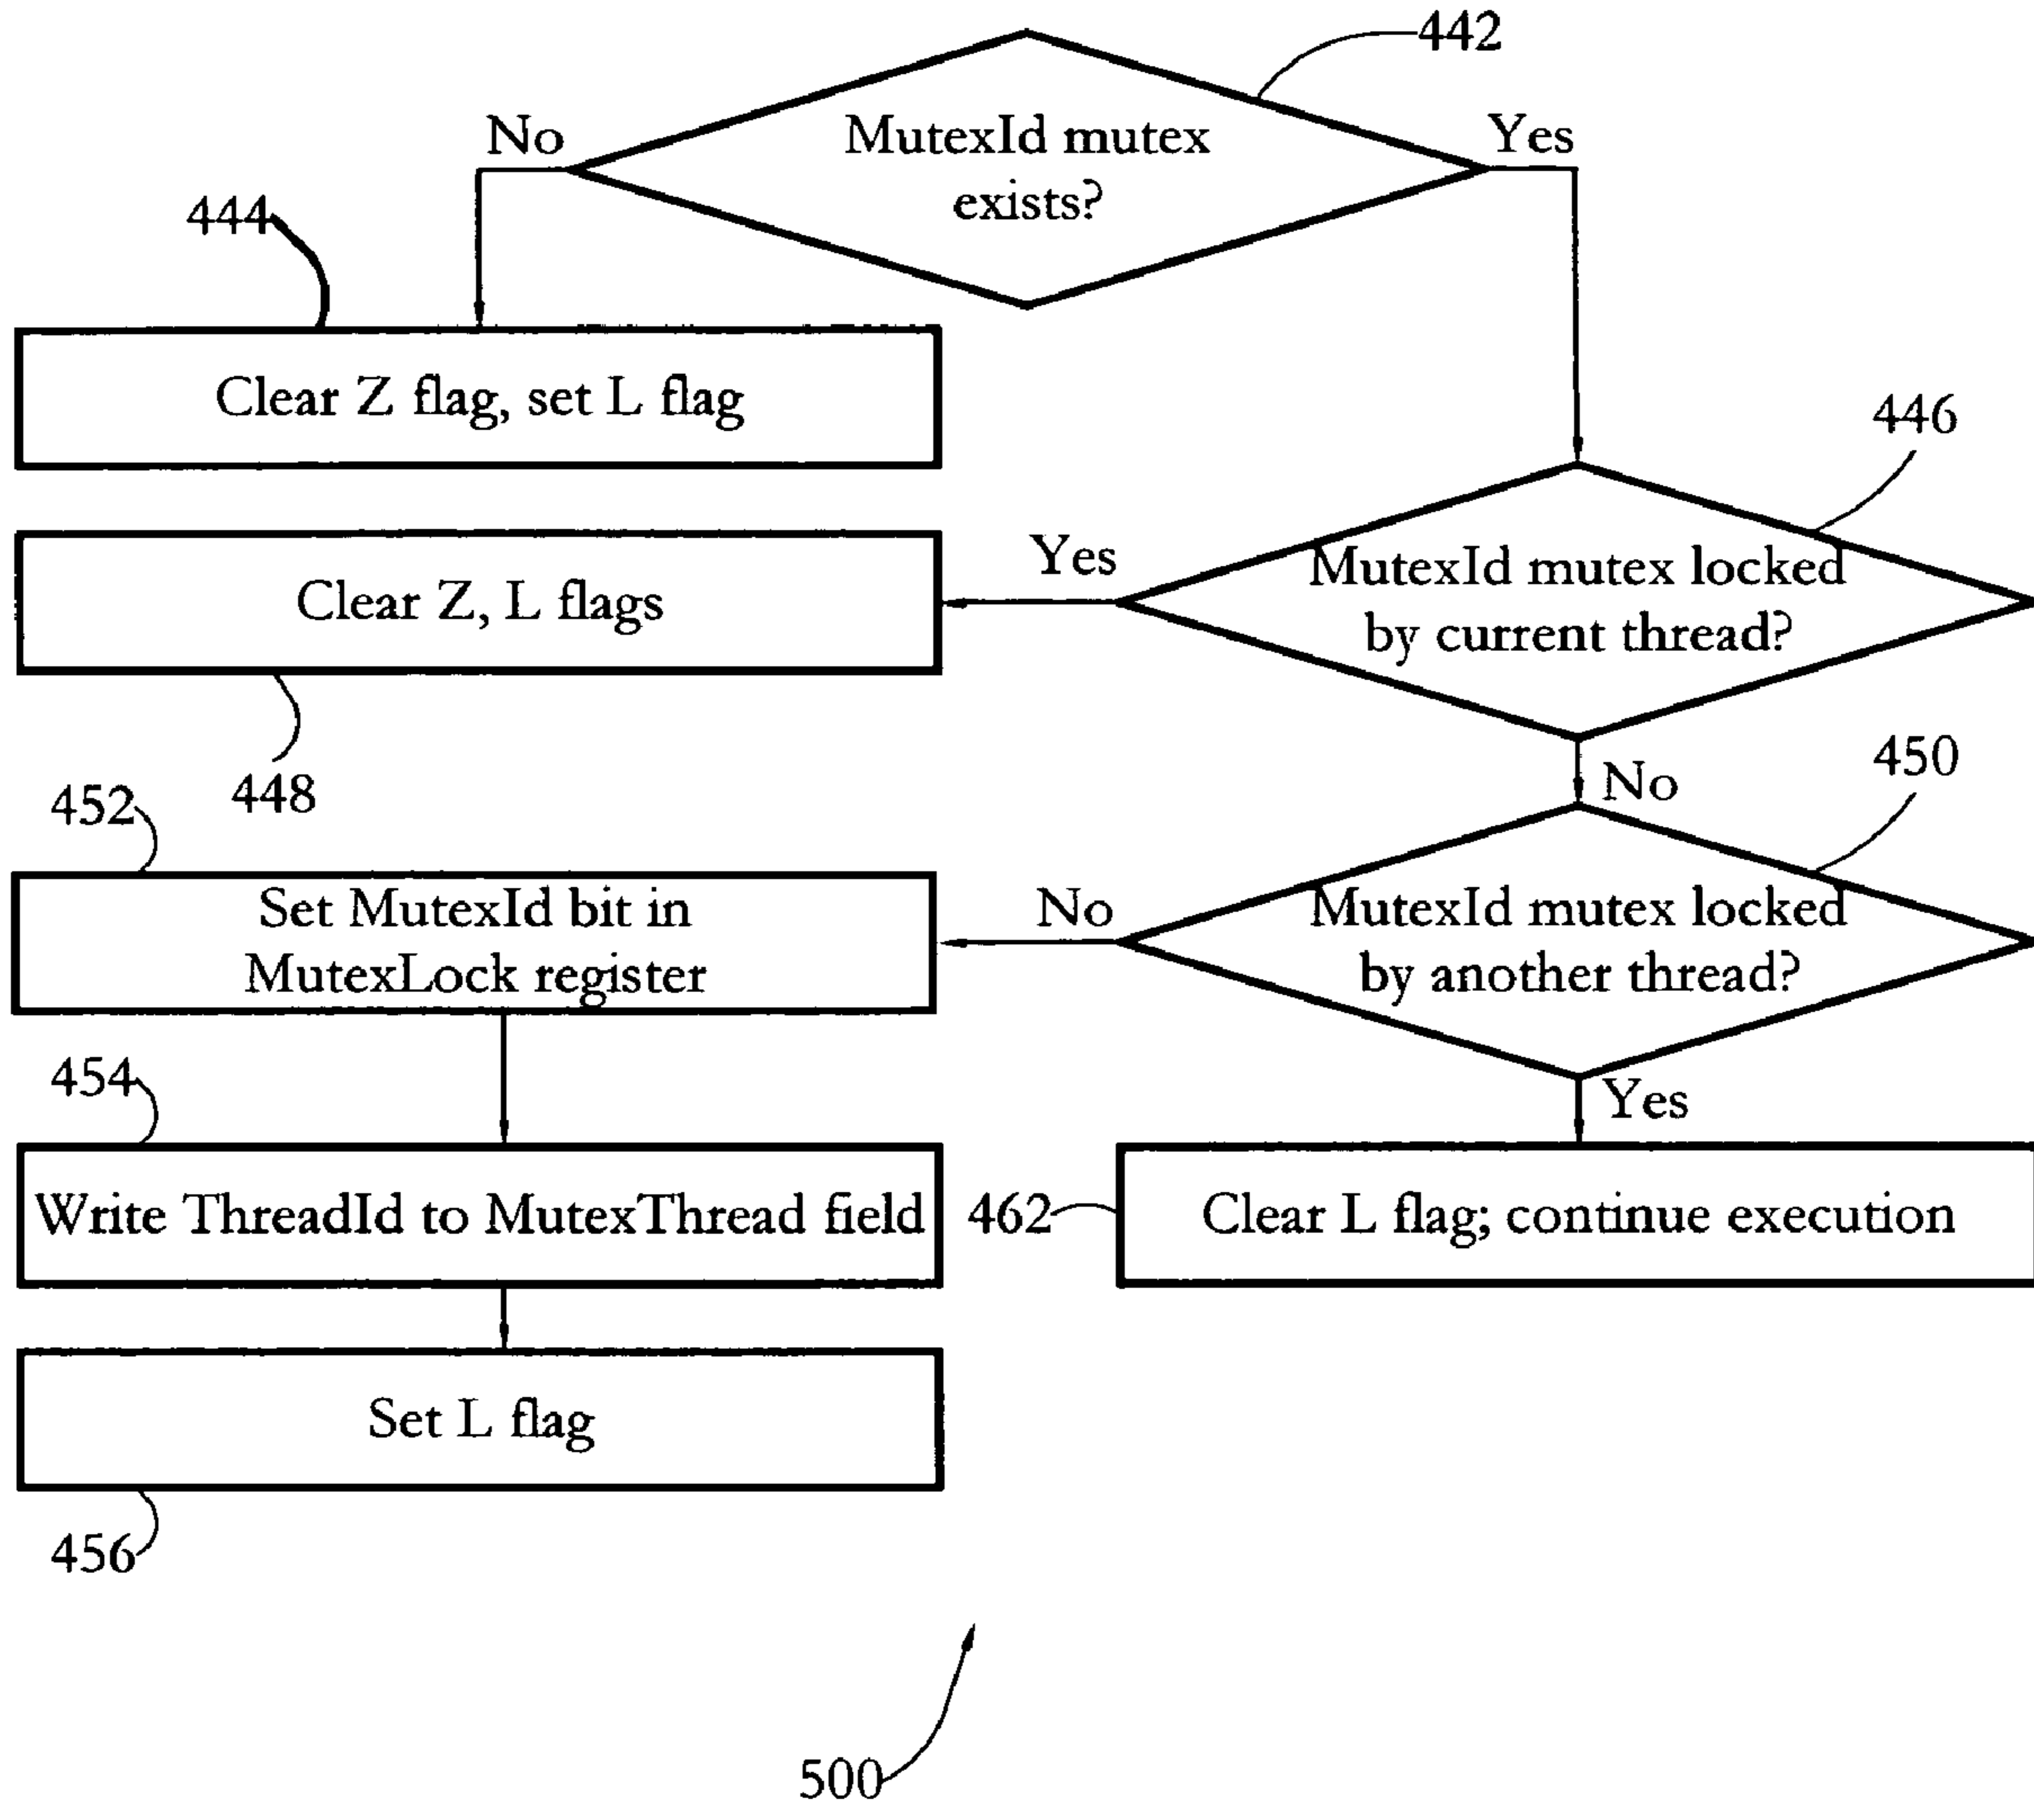 442
No
MutexId mutex
exists?
Yes
444
Clear Z flag, set L flag
446
Yes
MutexId mutex locked
by current thread?
Clear Z, L flags
448
No
450
452
Set MutexId bit in
MutexLock register
No
MutexId mutex locked
by another thread?
454
Yes
Write ThreadId to MutexThread field
462
Clear L flag; continue execution
Set L flag
456
500